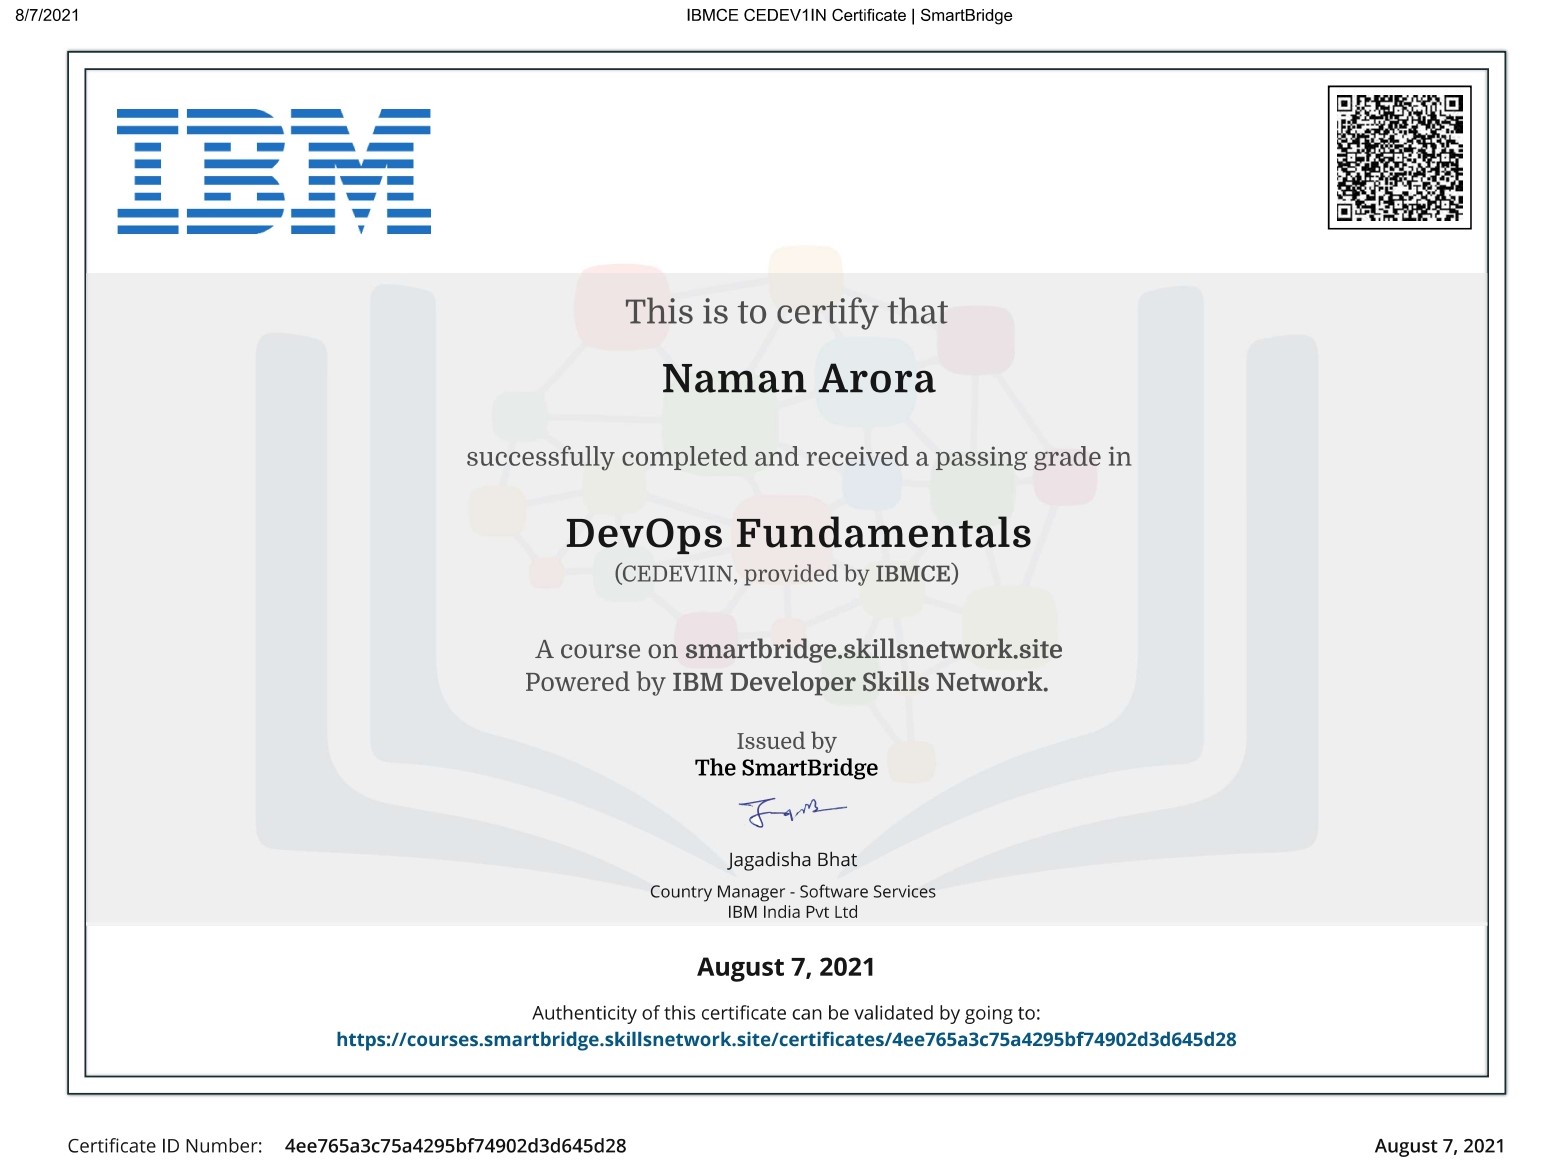 8/7/2021
IBMCE CEDEV1IN Certificate | SmartBridge
IBM
This is to certify that
Naman Arora
successfully completed and received a passing grade in
DevOps Fundamentals
(CEDEV1IN, provided by IBMCE)
A course on smartbridge.skillsnetwork.site
Powered by IBM Developer Skills Network.
Issued by
The SmartBridge
Jagadisha Bhat
Country Manager - Software Services
IBM India Pvt Ltd
August 7, 2021
Authenticity of this certificate can be validated by going to:
https://courses.smartbridge.skillsnetwork.site/certificates/4ee765a3c75a4295bf74902d3d645d28
Certificate ID Number: 4ee765a3c75a4295bf74902d3d645d28
August 7, 2021